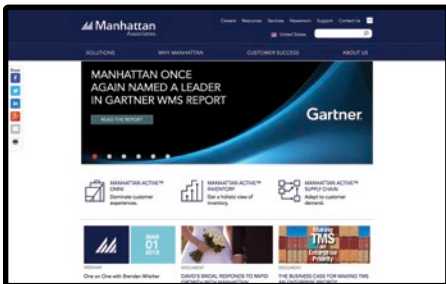 Manhattan
Associates.
Careers Resources Services Newsroom Support Contact Us
United States
SOLUTIONS WHY MANHATTAN CUSTOMER SUCCESS ABOUT US
Share
MANHATTAN ONCE
AGAIN NAMED A LEADER
IN GARTNER WMS REPORT
READ THE REPORT
Gartner
MANHATTAN ACTIVE™
OMNI
Dominate customer
experiences.
MANHATTAN ACTIVE™
INVENTORY
Get a holistic view of
inventory.
MANHATTAN ACTIVE™
SUPPLY CHAIN
Adapt to customer
demand.
MAR
01
2018
Making
TMS
an
Enterprise
Priority
WEBINAR
One on One with Brendan Witcher
DOCUMENT
DAVID'S BRIDAL RESPONDS TO RAPID
GROWTH WITH MANHATTAN
DOCUMENT
THE BUSINESS CASE FOR MAKING TMS
AN ENTERPRISE PRIORITY